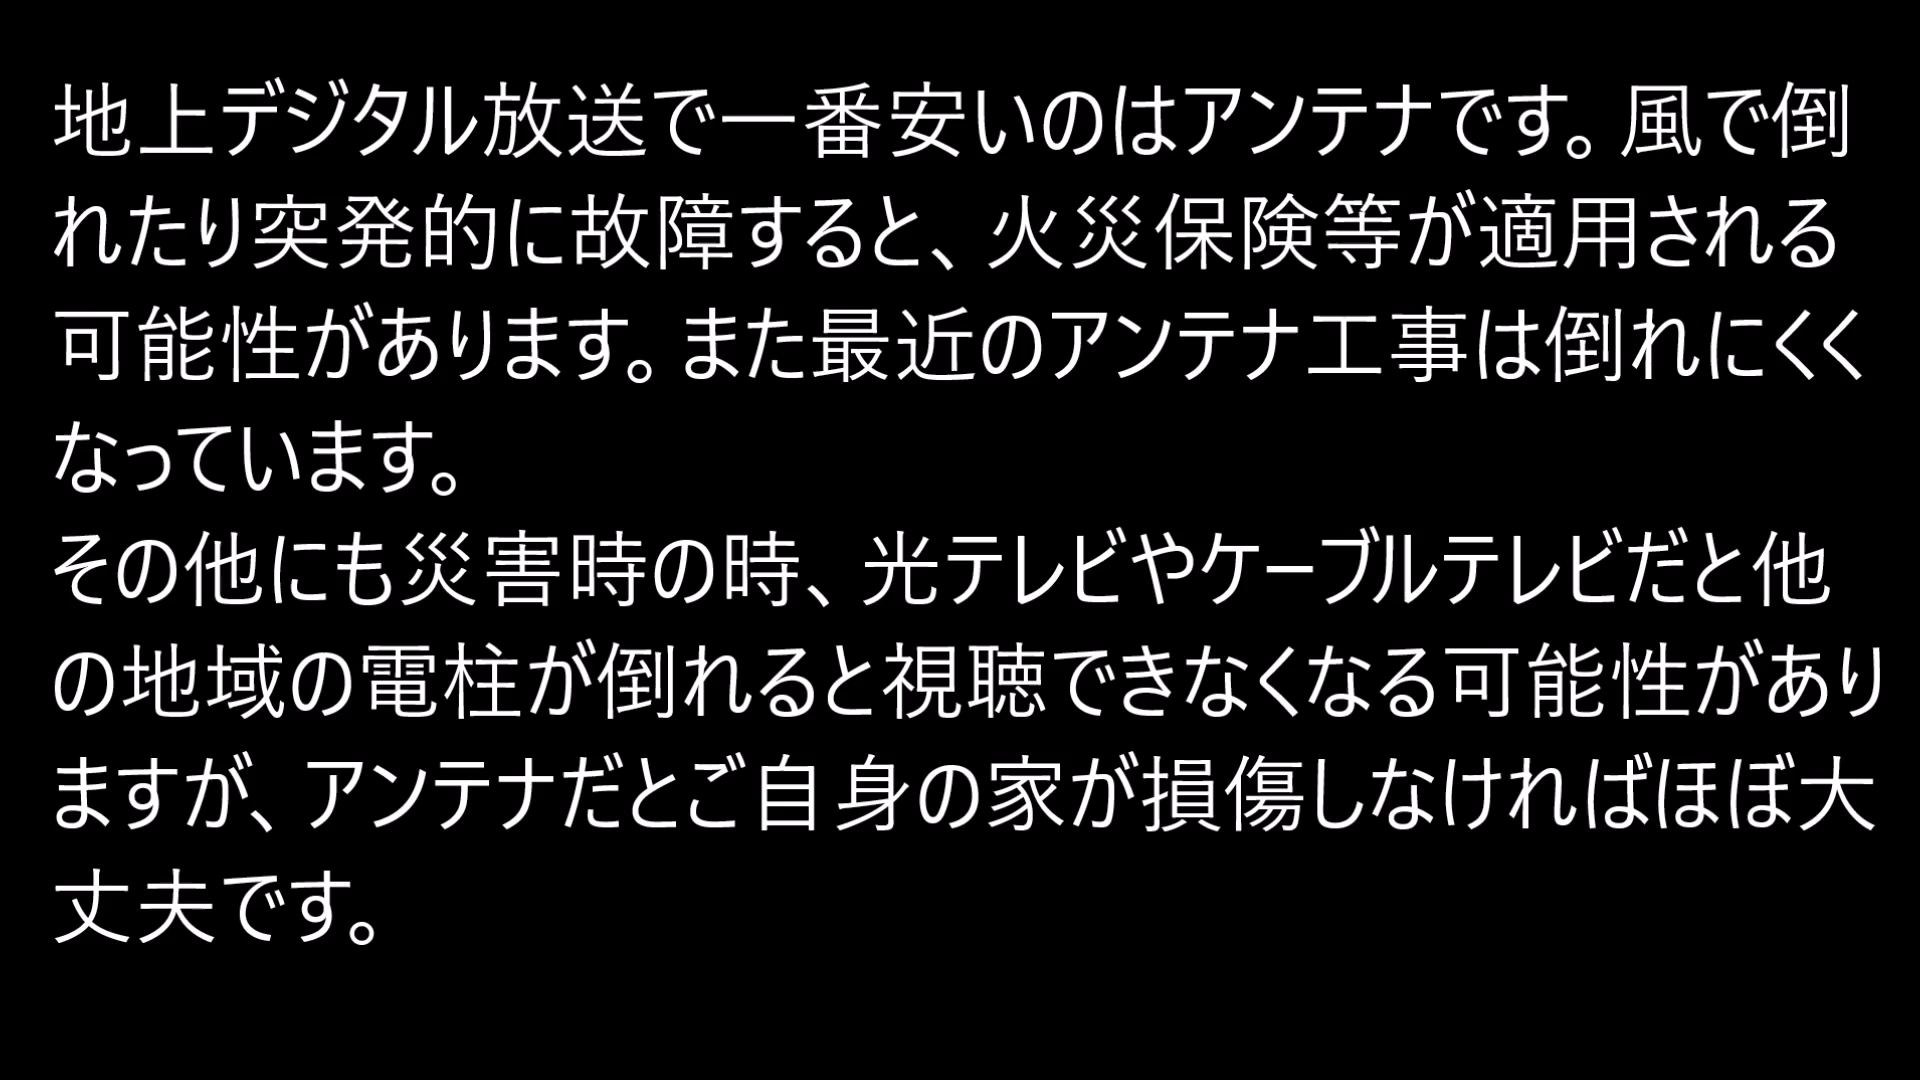 地上デジタル放送で一番安いのはアンテナです。風で倒
れたり突発的に故障すると、火災保険等が適用される
可能性があります。また最近のアンテナ工事は倒れにくく
なっています。
その他にも災害時の時、光テレビやケーブルテレビだと他
の地域の電柱が倒れると視聴できなくなる可能性があり
ますが、アンテナだとご自身の家が損傷しなければほぼ大
丈夫です。